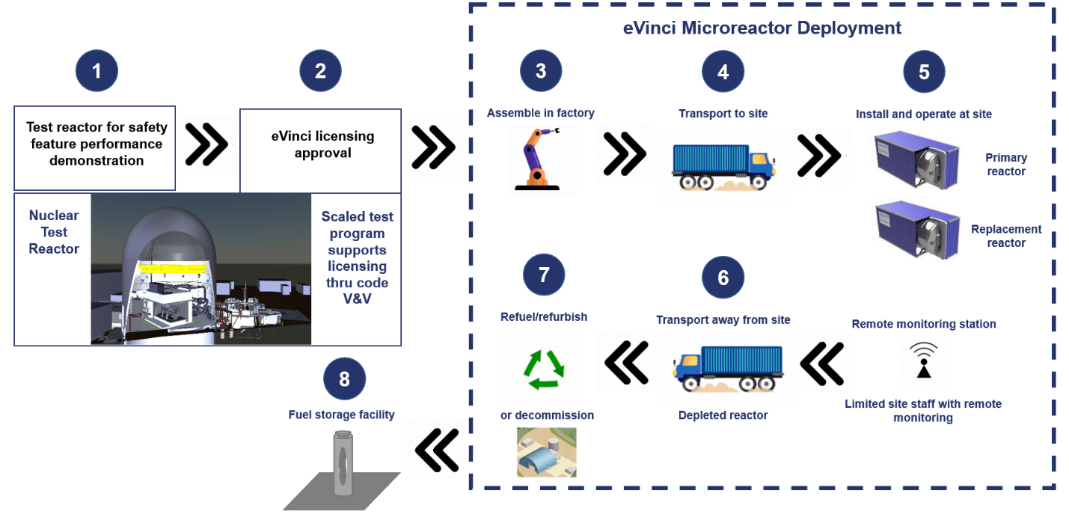 eVinci Microreactor Deployment
1
2
3
4
5
Test reactor for safety
feature performance
demonstration
eVinci licensing
approval
Assemble in factory
Transport to site
Install and operate at site
Primary
reactor
Replacement
reactor
Nuclear
Test
Reactor
Scaled test
program
supports
licensing
thru code
V&V
7
6
Refuel/refurbish
Transport away from site
Remote monitoring station
or decommission
Depleted reactor
Limited site staff with remote
monitoring
8
Fuel storage facility